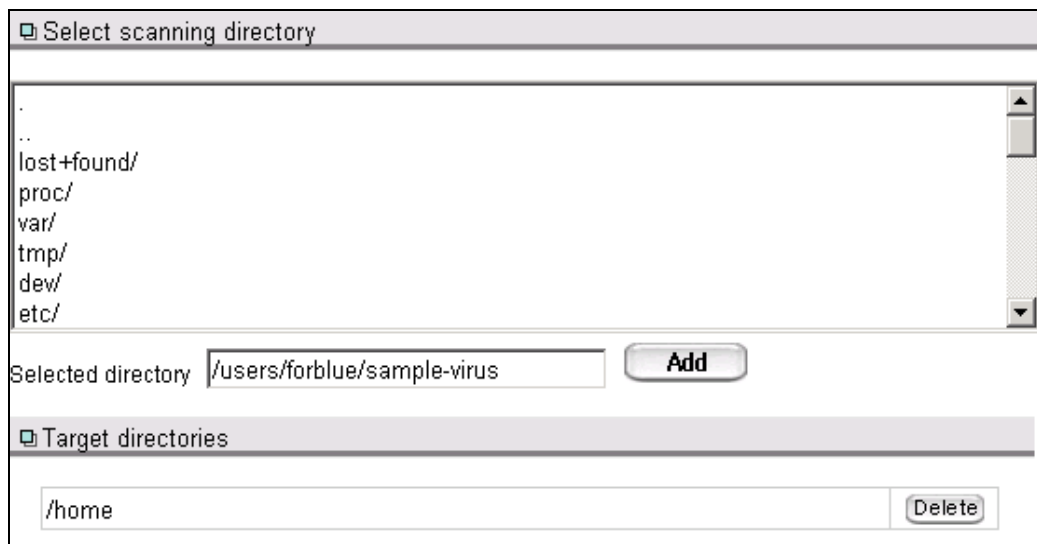 Select scanning directory
.
..
lost+found/
proc/
var/
tmp/
dev/
etc/
Selected directory /users/forblue/sample-virus Add
Target directories
/home Delete